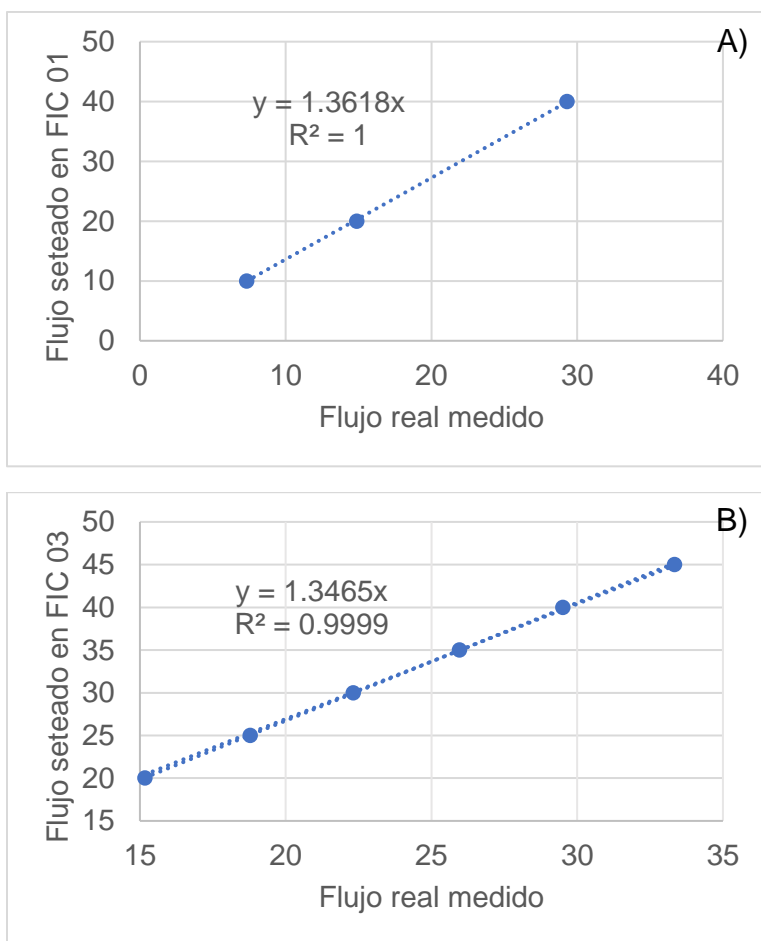 A)
Flujo seteado en FIC 01
50
40
30
20
10
0
y = 1.3618x
R² = 1
0 10 20 30 40
Flujo real medido
B)
Flujo seteado en FIC 03
50
45
40
35
30
25
20
15
y = 1.3465x
R² = 0.9999
15 20 25 30 35
Flujo real medido